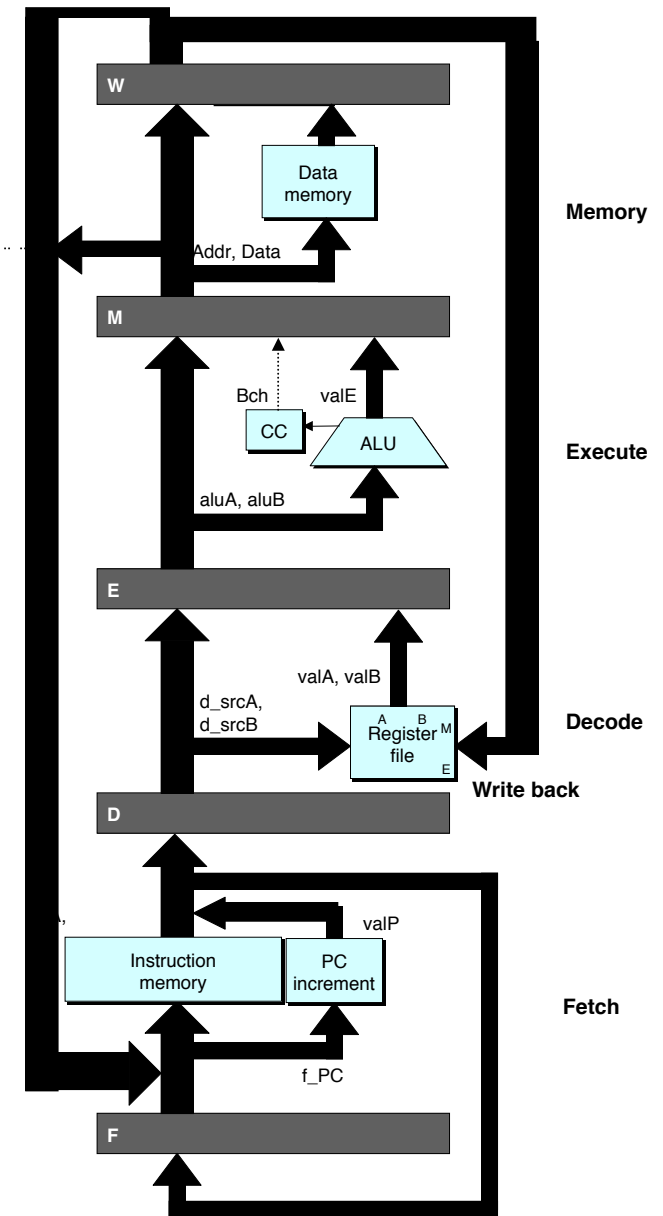 W
Data
memory
Memory
Addr, Data
M
Bch
valE
CC
ALU
Execute
aluA, aluB
E
valA, valB
d_srcA,
d_srcB
A B M
Register
file
E
Decode
Write back
D
valP
Instruction
memory
PC
increment
Fetch
f_PC
F